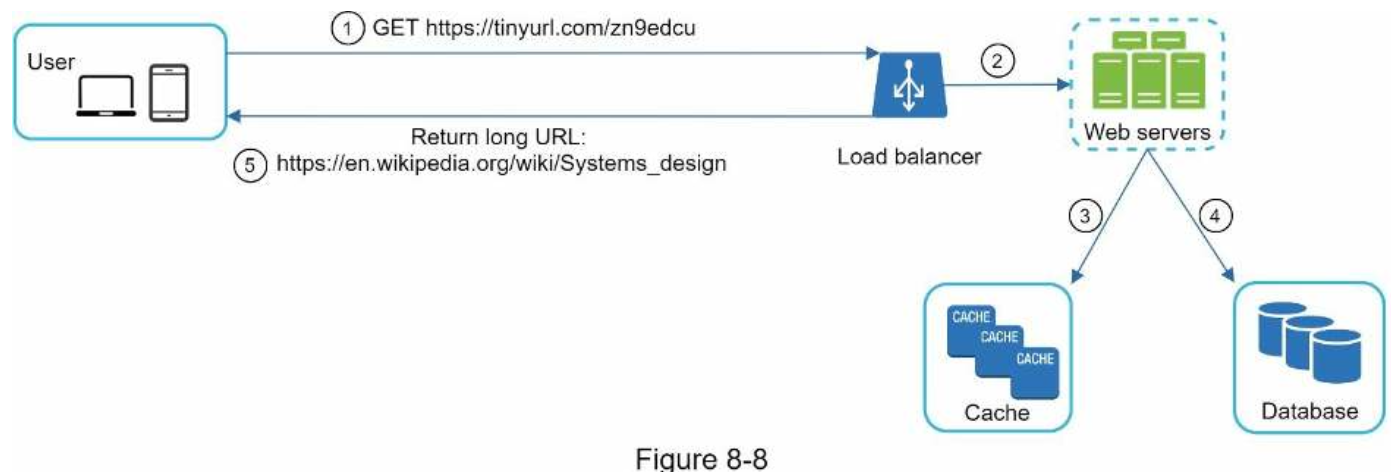 1 GET https://tinyurl.com/zn9edcu
User
2
Return long URL:
5 https://en.wikipedia.org/wiki/Systems_design
Load balancer
Web servers
3
4
CACHE
CACHE
CACHE
Cache
Database
Figure 8-8